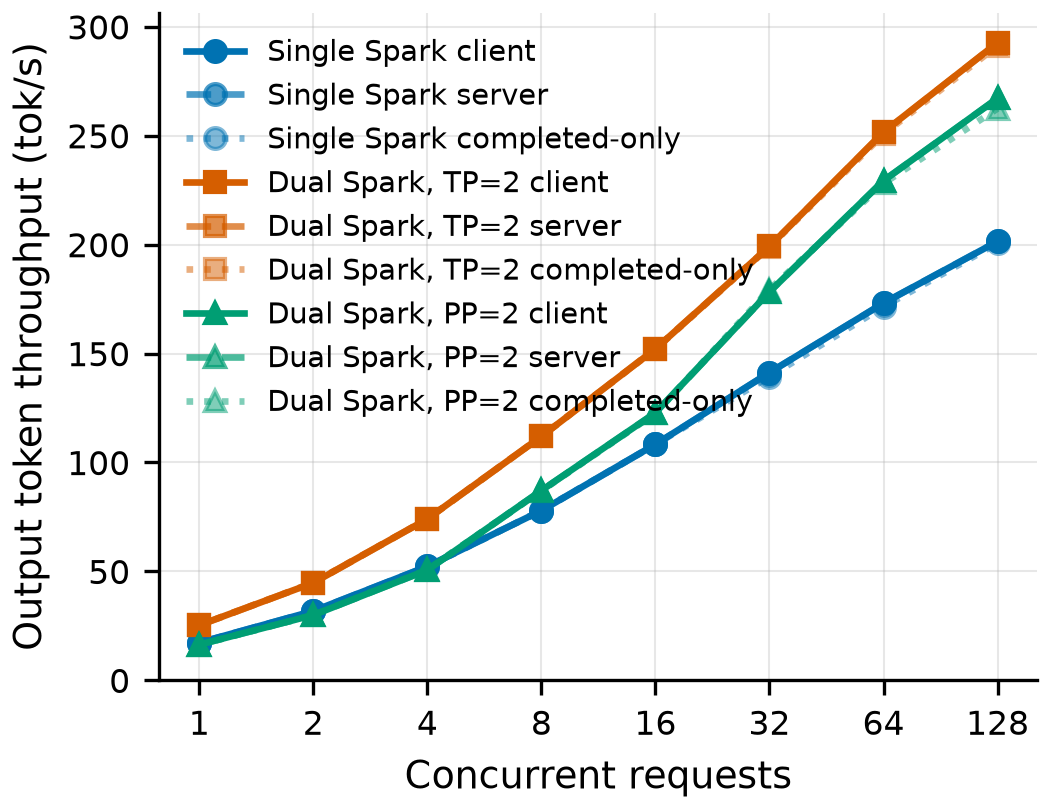 Output token throughput (tok/s)
300
250
200
150
100
50
0
Single Spark client
Single Spark server
Single Spark completed-only
Dual Spark, TP=2 client
Dual Spark, TP=2 server
Dual Spark, TP=2 completed-only
Dual Spark, PP=2 client
Dual Spark, PP=2 server
Dual Spark, PP=2 completed-only
1 2 4 8 16 32 64 128
Concurrent requests